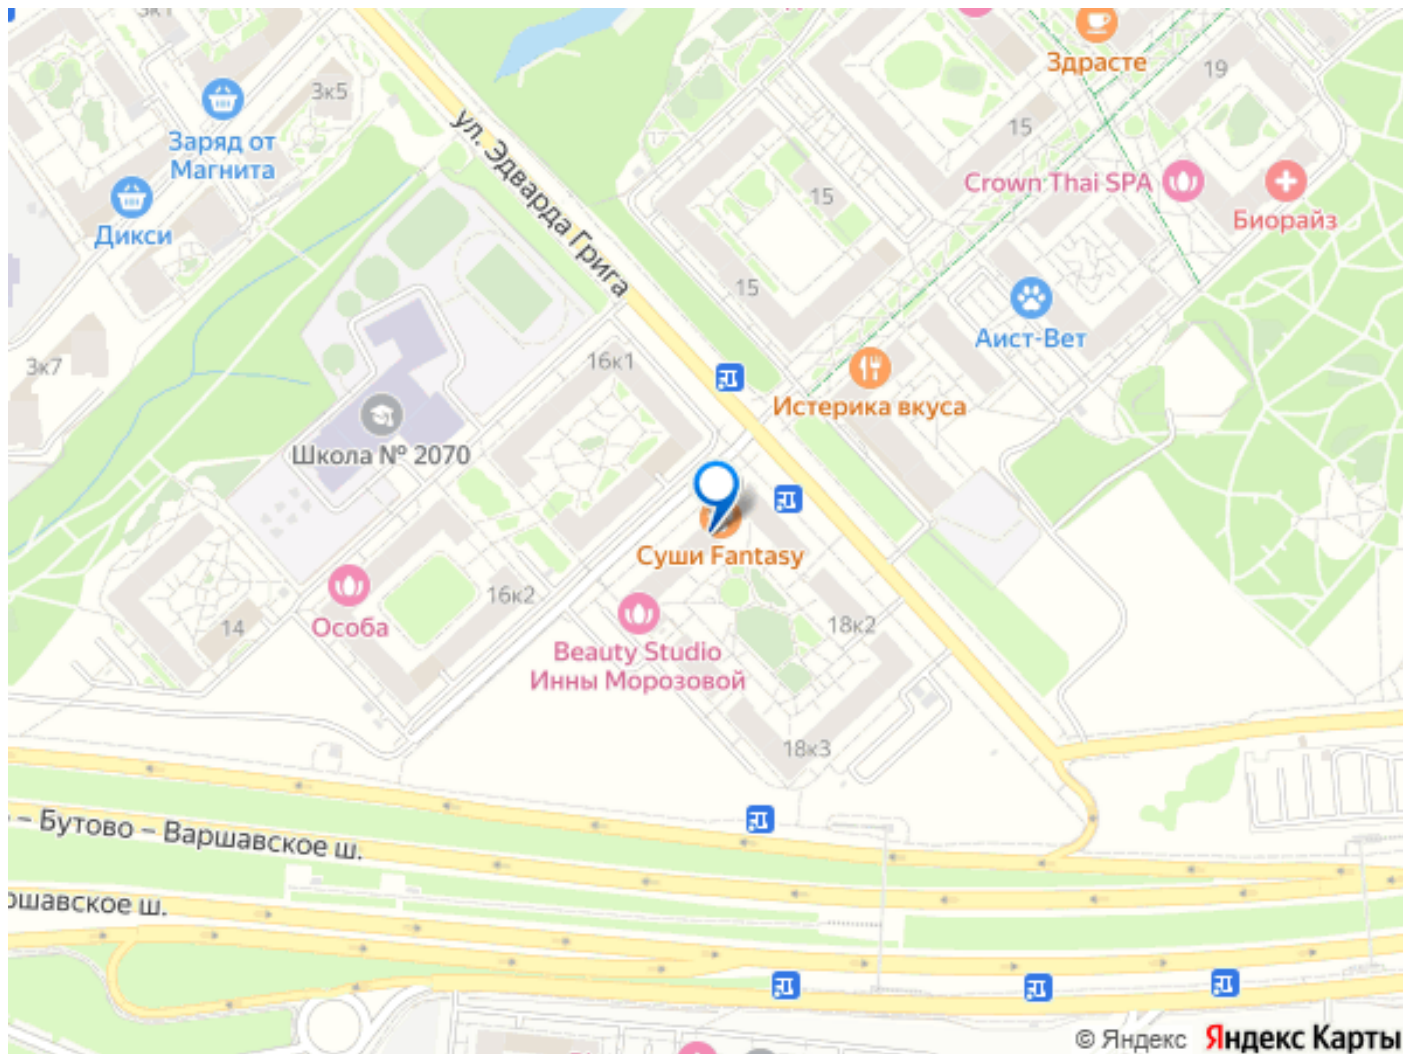 3к1
Здрасте
19
3к5
Заряд от
Магнита
ул. Эдварда Грига
15
Crown Thai SPA
Биорайз
15
Дикси
15
Аист-Вет
3к7
16к1
Истерика вкуса
Школа № 2070
Суши Fantasy
16к2
Особа
14
18к2
Beauty Studio
Инны Морозовой
18к3
– Бутово – Варшавское ш.
ршавское ш.
© Яндекс Яндекс Карты